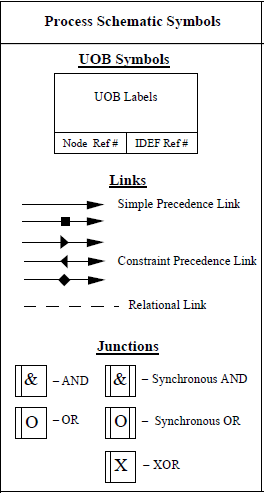 Process Schematic Symbols
UOB Symbols
UOB Labels
Node Ref # IDEF Ref #
Links
Simple Precedence Link
Constraint Precedence Link
Relational Link
Junctions
& – AND & – Synchronous AND
O – OR O – Synchronous OR
X – XOR